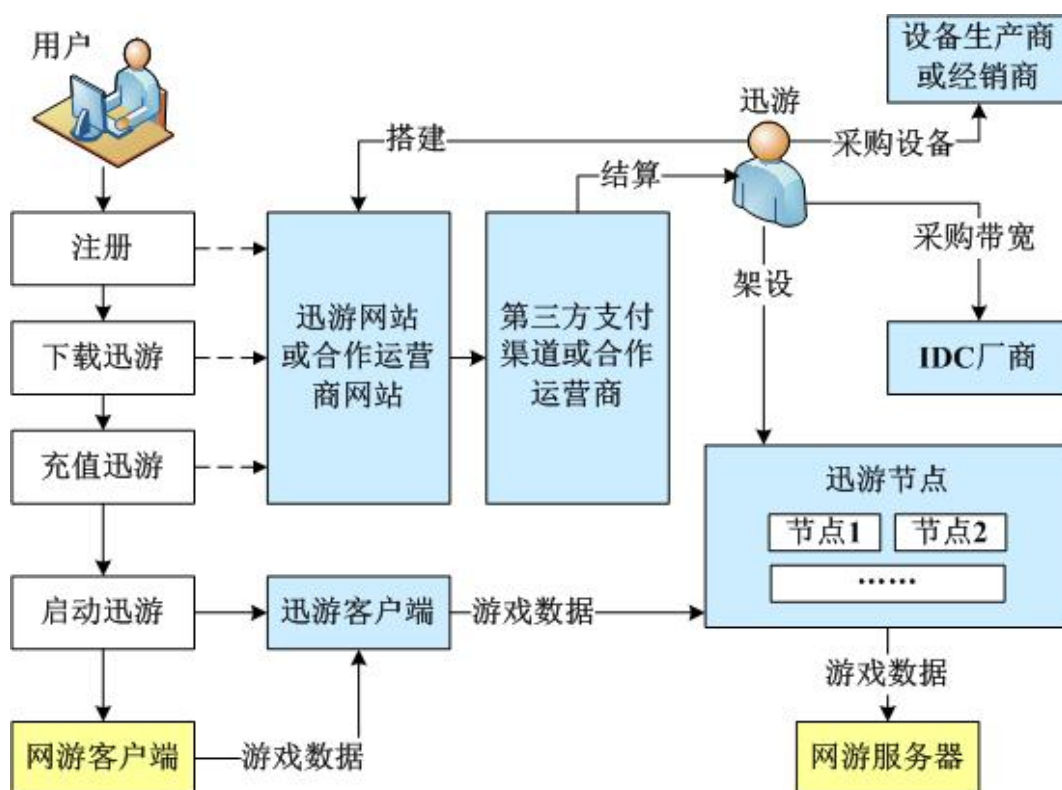 用户
设备生产商
或经销商
迅游
搭建
采购设备
结算
注册
采购带宽
架设
迅游网站
或合作运营
商网站
第三方支付
渠道或合作
运营商
下载迅游
IDC厂商
充值迅游
迅游节点
节点1
节点2
……
启动迅游
迅游客户端
游戏数据
游戏数据
网游客户端
游戏数据
网游服务器